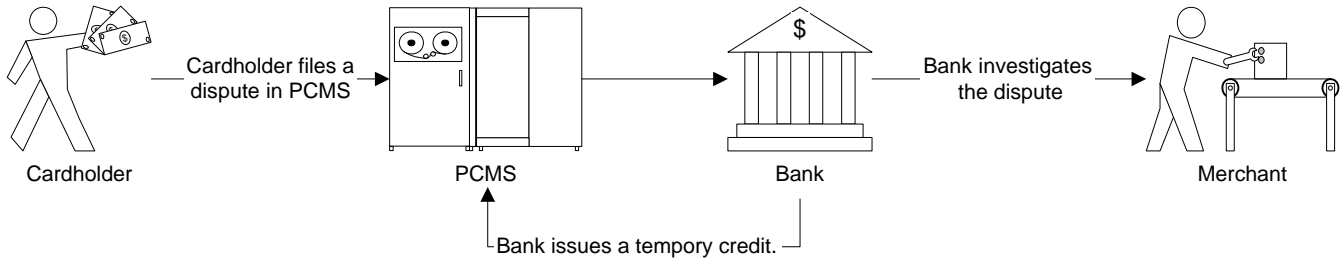 $
$
Cardholder files a
dispute in PCMS
Bank investigates
the dispute
Cardholder
PCMS
Bank
Merchant
Bank issues a tempory credit.